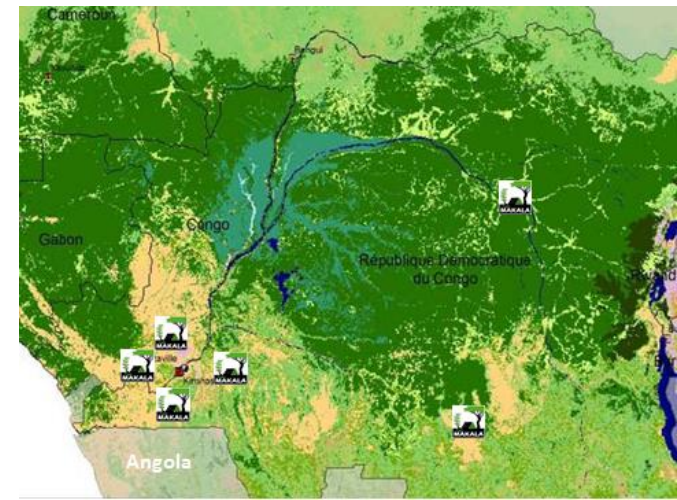 Cameroun
Bangui
Congo
Gabon
République Démocratique
du Congo
MAKALA
MAKALA
MAKALA
MAKALA
MAKALA
MAKALA
Angola